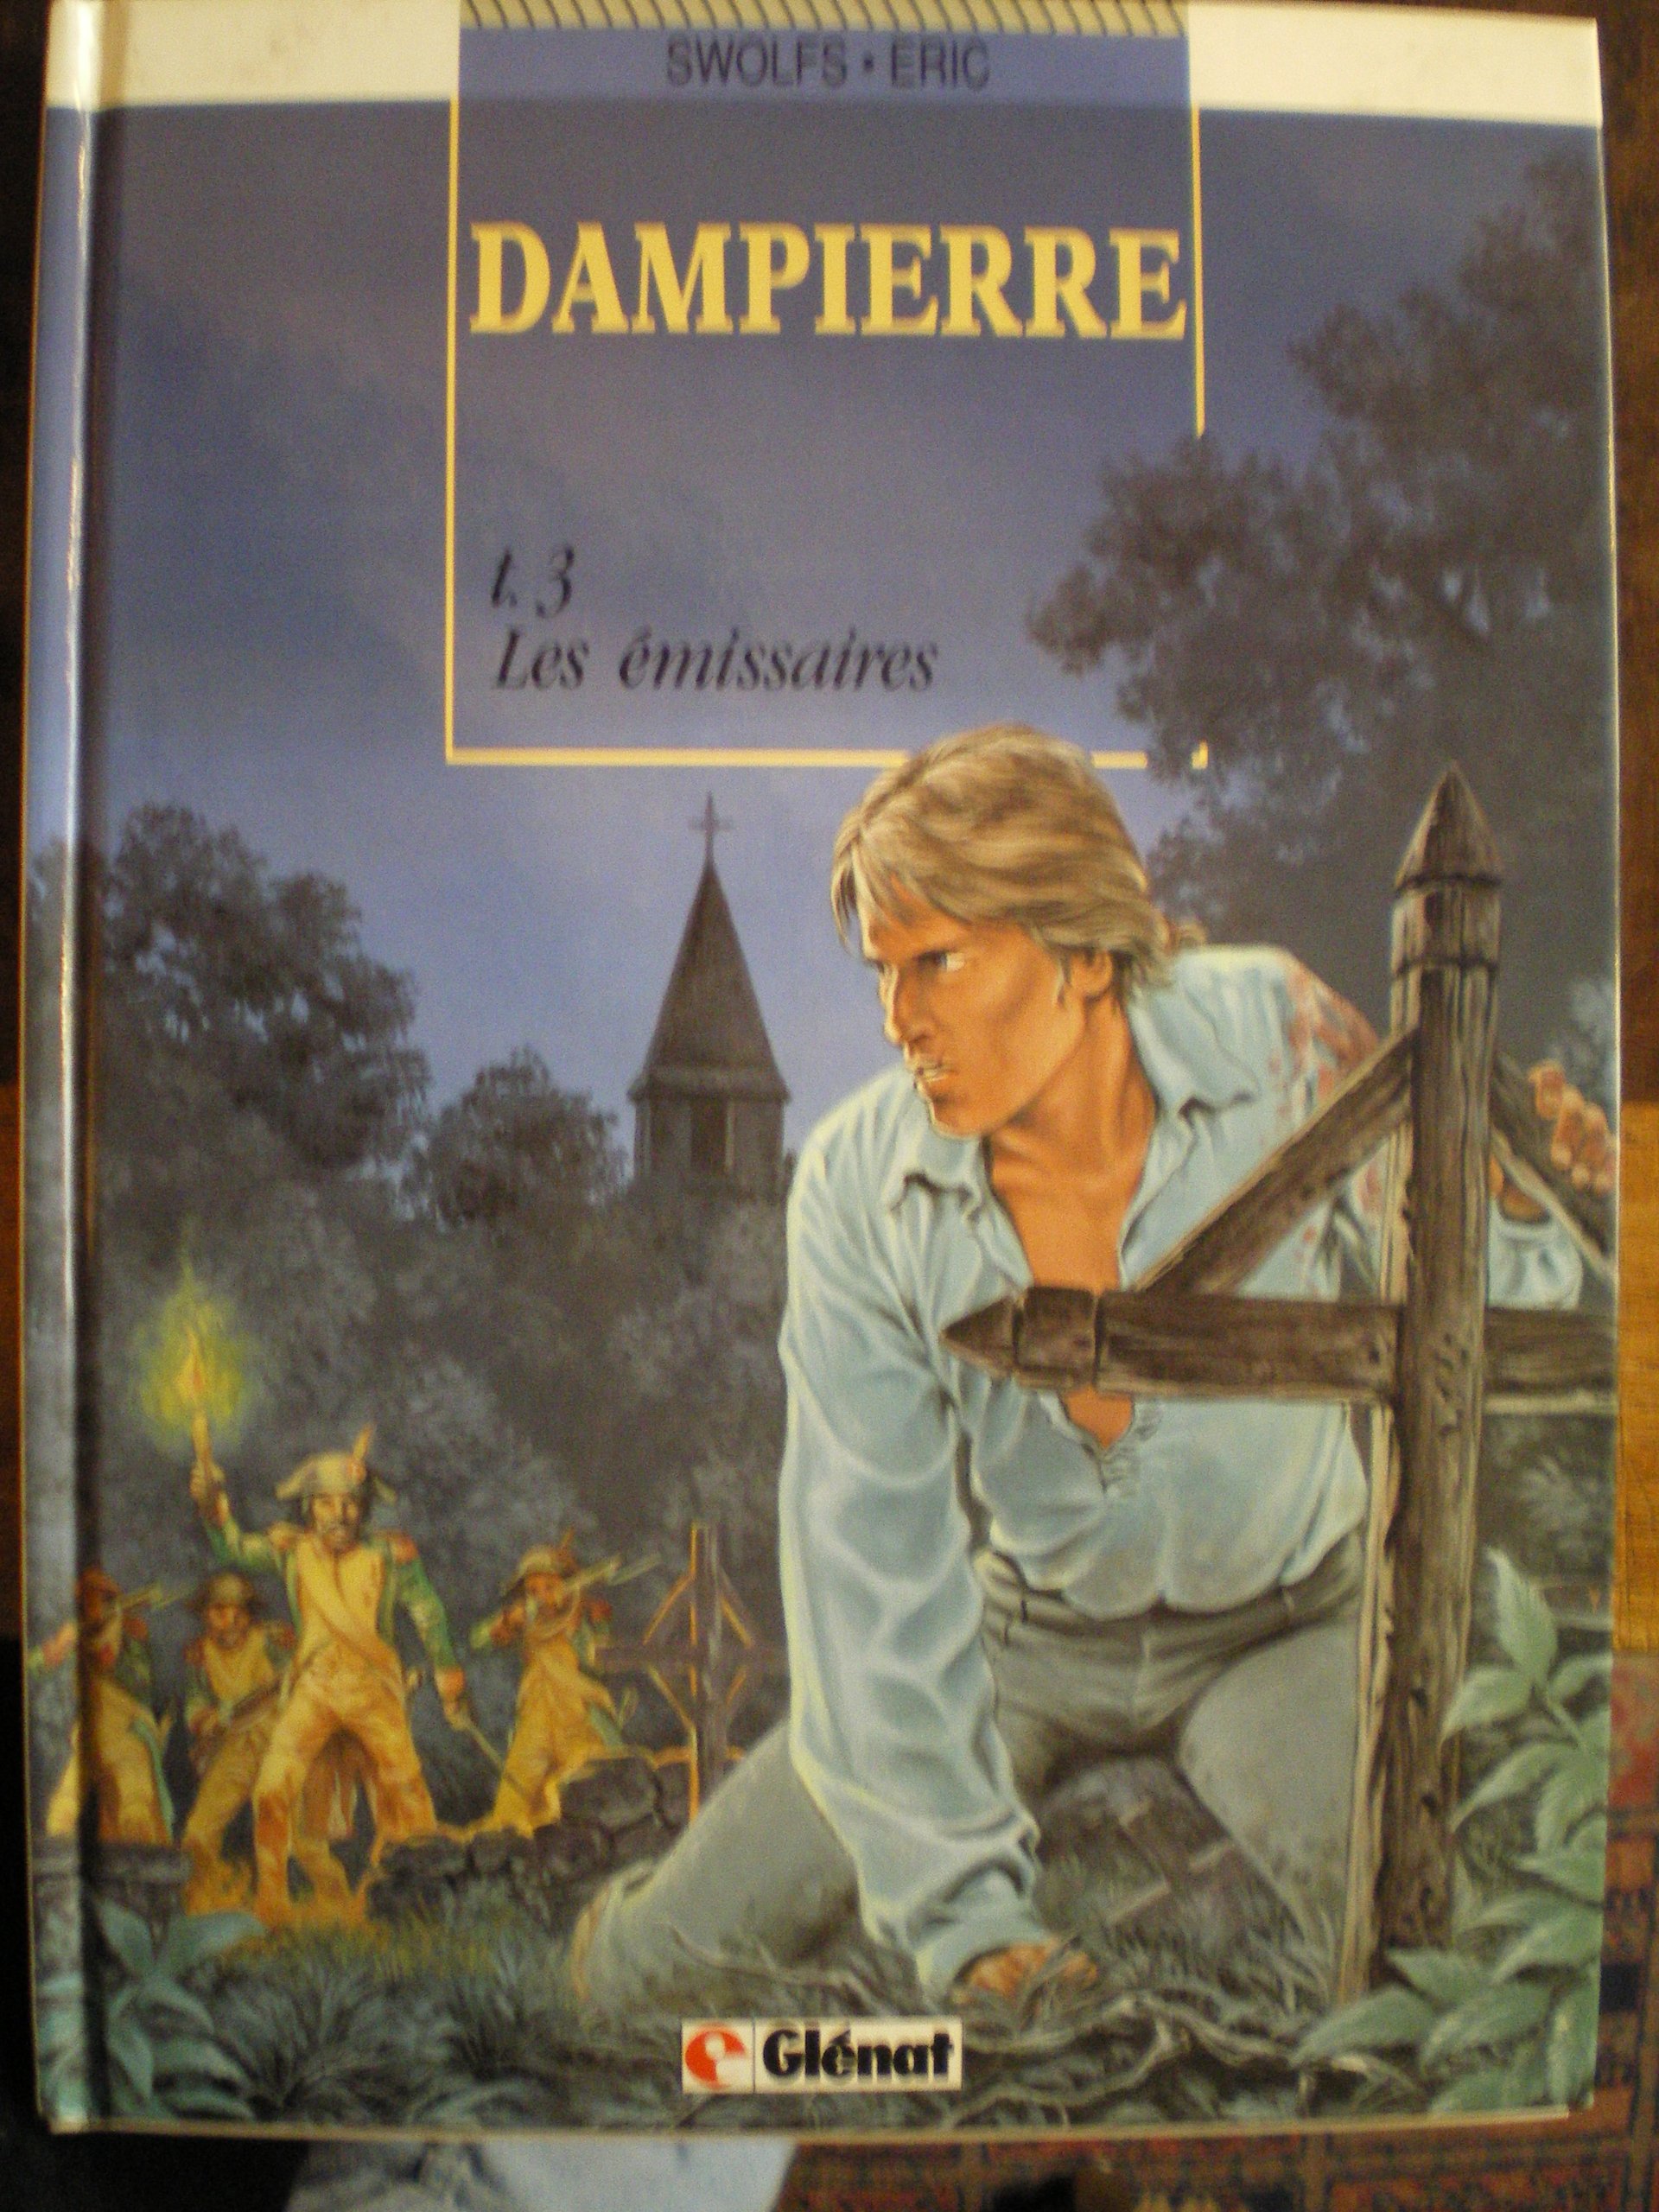 SWOLFS • ERIC
DAMPIERRE
t. 3
Les émissaires
Glénat